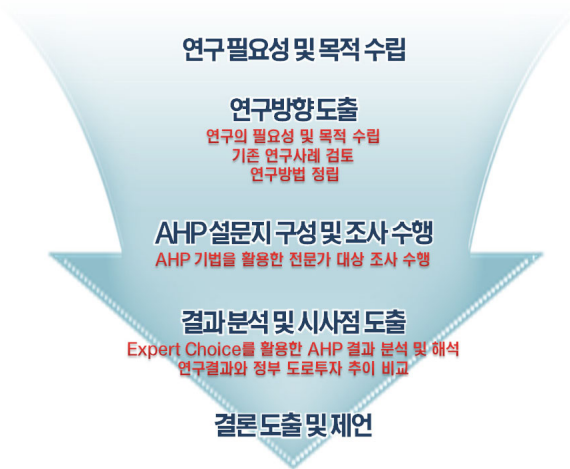 연구 필요성 및 목적 수립
연구방향 도출
연구의 필요성 및 목적 수립
기존 연구사례 검토
연구방법 정립
AHP 설문지 구성 및 조사 수행
AHP 기법을 활용한 전문가 대상 조사 수행
결과 분석 및 시사점 도출
Expert Choice를 활용한 AHP 결과 분석 및 해석
연구결과와 정부 도로투자 추이 비교
결론 도출 및 제언